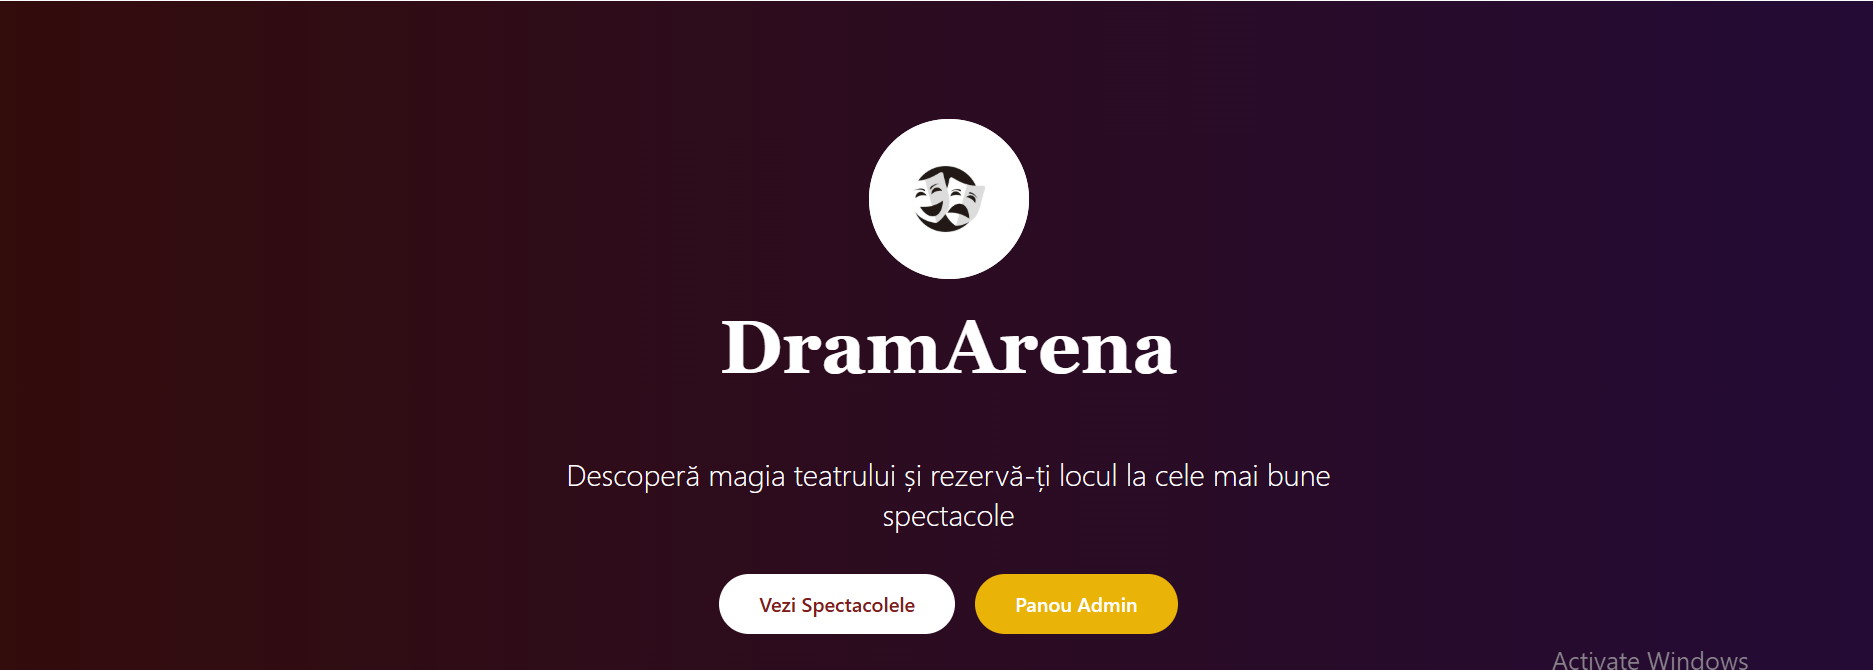 DramArena
Descoperă magia teatrului și rezervă-ți locul la cele mai bune
spectacole
Vezi Spectacolele
Panou Admin
Activate Windows